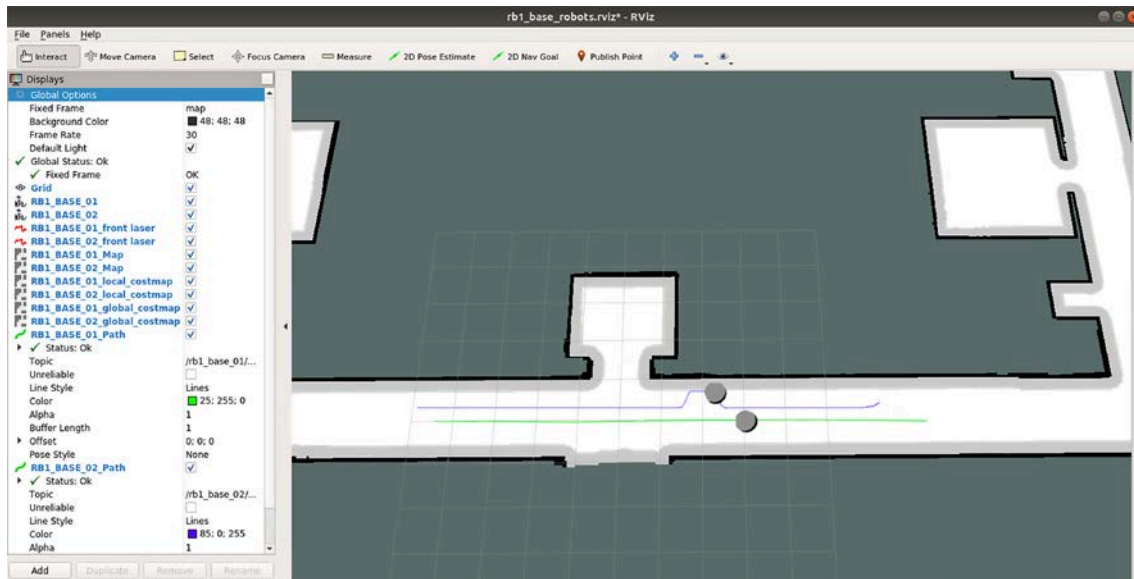 rb1_base_robots.rviz* - RViz
File Panels Help
Interact Move Camera Select Focus Camera Measure 2D Pose Estimate 2D Nav Goal Publish Point
Displays
Global Options
Fixed Frame map
Background Color 48; 48; 48
Frame Rate 30
Default Light
Global Status: Ok
Fixed Frame OK
Grid
RB1_BASE_01
RB1_BASE_02
RB1_BASE_01_front laser
RB1_BASE_02_front laser
RB1_BASE_01_Map
RB1_BASE_02_Map
RB1_BASE_01_local_costmap
RB1_BASE_02_local_costmap
RB1_BASE_01_global_costmap
RB1_BASE_02_global_costmap
RB1_BASE_01_Path
Status: Ok
Topic /rb1_base_01/...
Unreliable
Line Style Lines
Color 25; 255; 0
Alpha 1
Buffer Length 1
Offset 0; 0; 0
Pose Style None
RB1_BASE_02_Path
Status: Ok
Topic /rb1_base_02/...
Unreliable
Line Style Lines
Color 85; 0; 255
Alpha 1
Add Duplicate Remove Rename